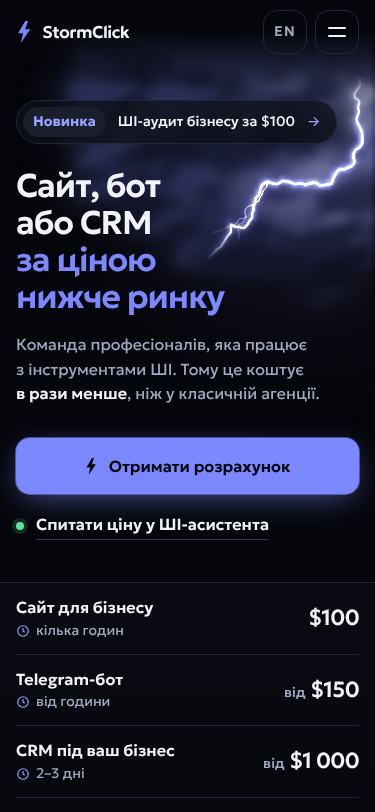 StormClick
EN
Новинка ШІ-аудит бізнесу за $100 →
Сайт, бот
або CRM
за ціною
нижче ринку
Команда професіоналів, яка працює
з інструментами ШІ. Тому це коштує
в рази менше, ніж у класичній агенції.
Отримати розрахунок
Спитати ціну у ШІ-асистента
Сайт для бізнесу
кілька годин
$100
Telegram-бот
від години
від $150
CRM під ваш бізнес
2–3 дні
від $1 000